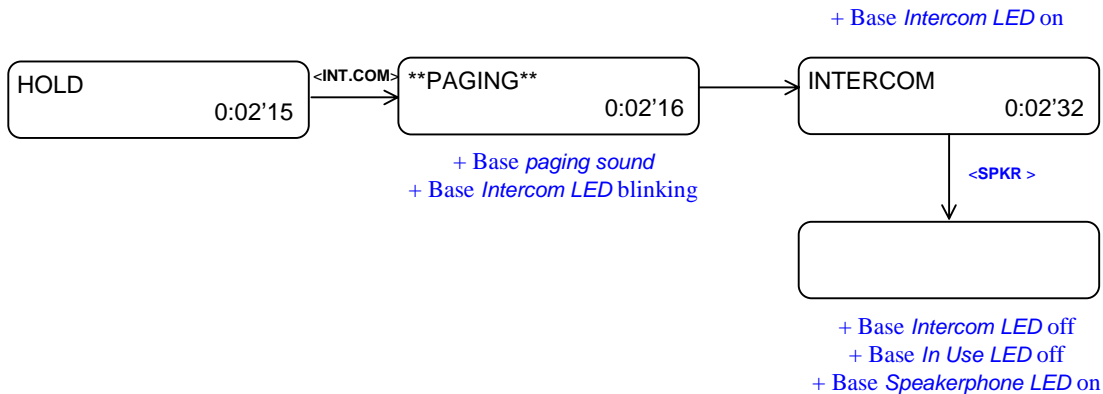 + Base Intercom LED on
HOLD
0:02'15
<INT.COM>
**PAGING**
0:02'16
INTERCOM
0:02'32
+ Base paging sound
+ Base Intercom LED blinking
<SPKR >
+ Base Intercom LED off
+ Base In Use LED off
+ Base Speakerphone LED on